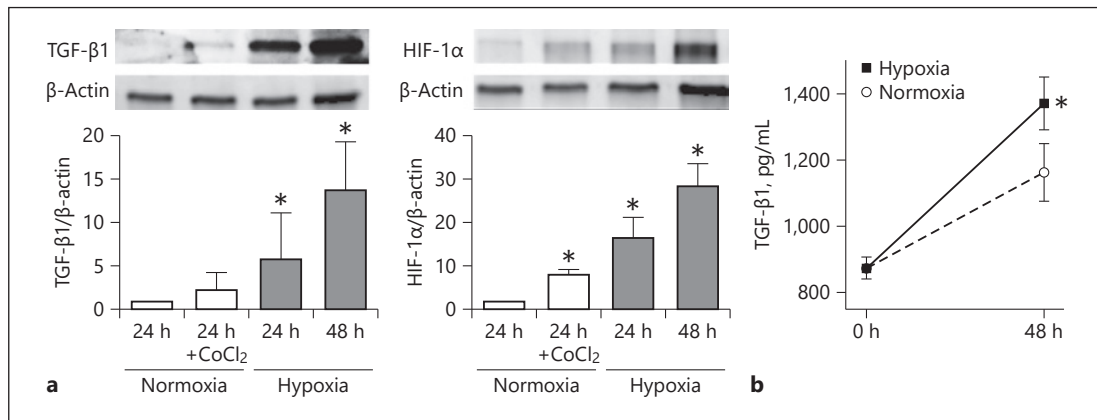 TGF-β1
β-Actin
TGF-β1/β-actin
20
15
10
5
0
*
*
24 h
24 h
+CoCl₂
24 h
48 h
Normoxia
Hypoxia
a
HIF-1α
β-Actin
HIF-1α/β-actin
40
30
20
10
0
*
*
*
24 h
24 h
+CoCl₂
24 h
48 h
Normoxia
Hypoxia
Hypoxia
Normoxia
TGF-β1, pg/mL
1,400
1,200
1,000
800
*
0 h
48 h
b